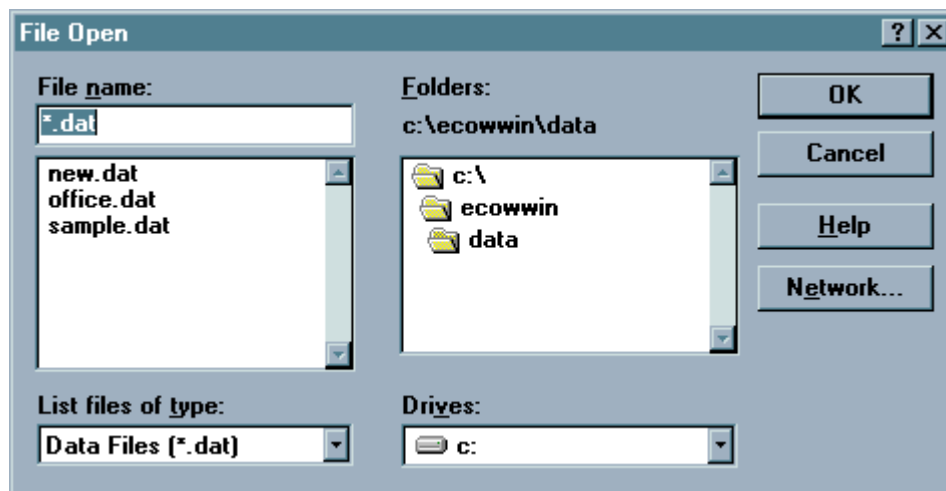 File Open
File name:
*.dat
new.dat
office.dat
sample.dat
List files of type:
Data Files (*.dat)
Folders:
c:\ecowwin\data
c:\
ecowwin
data
Drives:
c:
?
OK
Cancel
Help
Network...